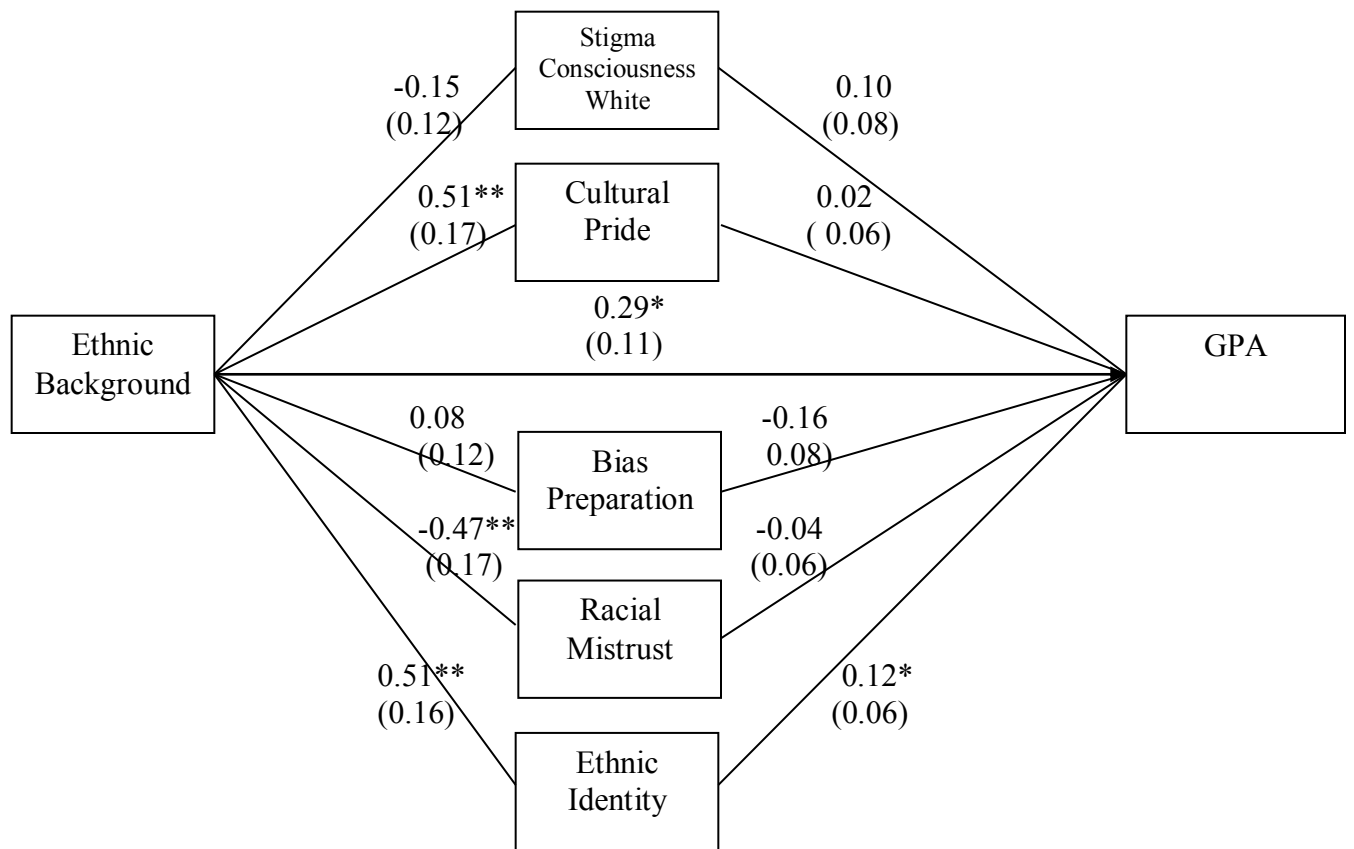 Stigma
Consciousness
White
-0.15
(0.12)
0.10
(0.08)
Cultural
Pride
0.51**
(0.17)
0.02
( 0.06)
0.29*
(0.11)
Ethnic
Background
GPA
0.08
(0.12)
-0.16
0.08)
Bias
Preparation
-0.47**
(0.17)
-0.04
(0.06)
Racial
Mistrust
0.51**
(0.16)
0.12*
(0.06)
Ethnic
Identity